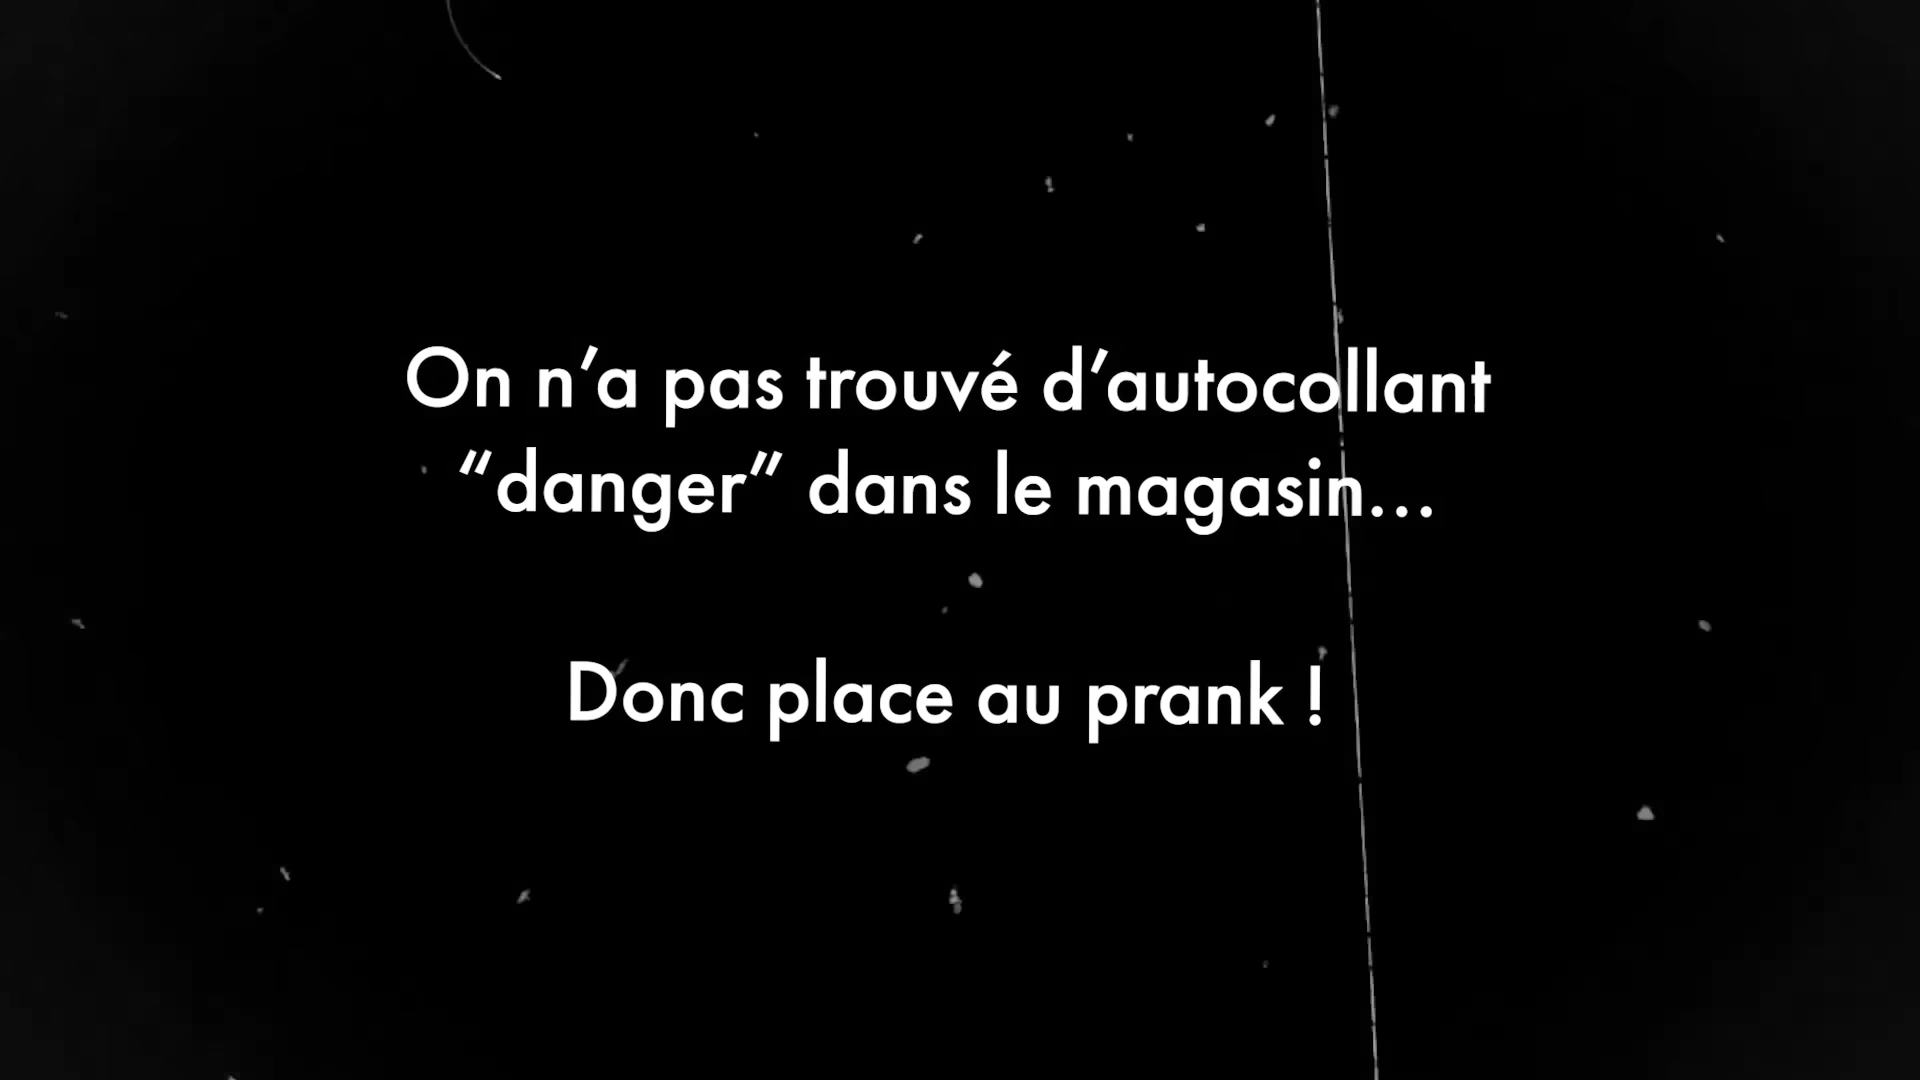 On n’a pas trouvé d’autocollant
“danger” dans le magasin...
Donc place au prank !